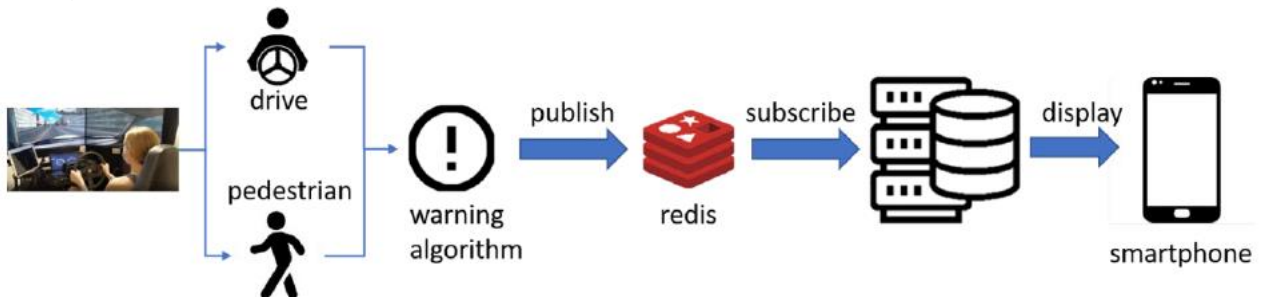 drive
pedestrian
warning
algorithm
publish
redis
subscribe
display
smartphone